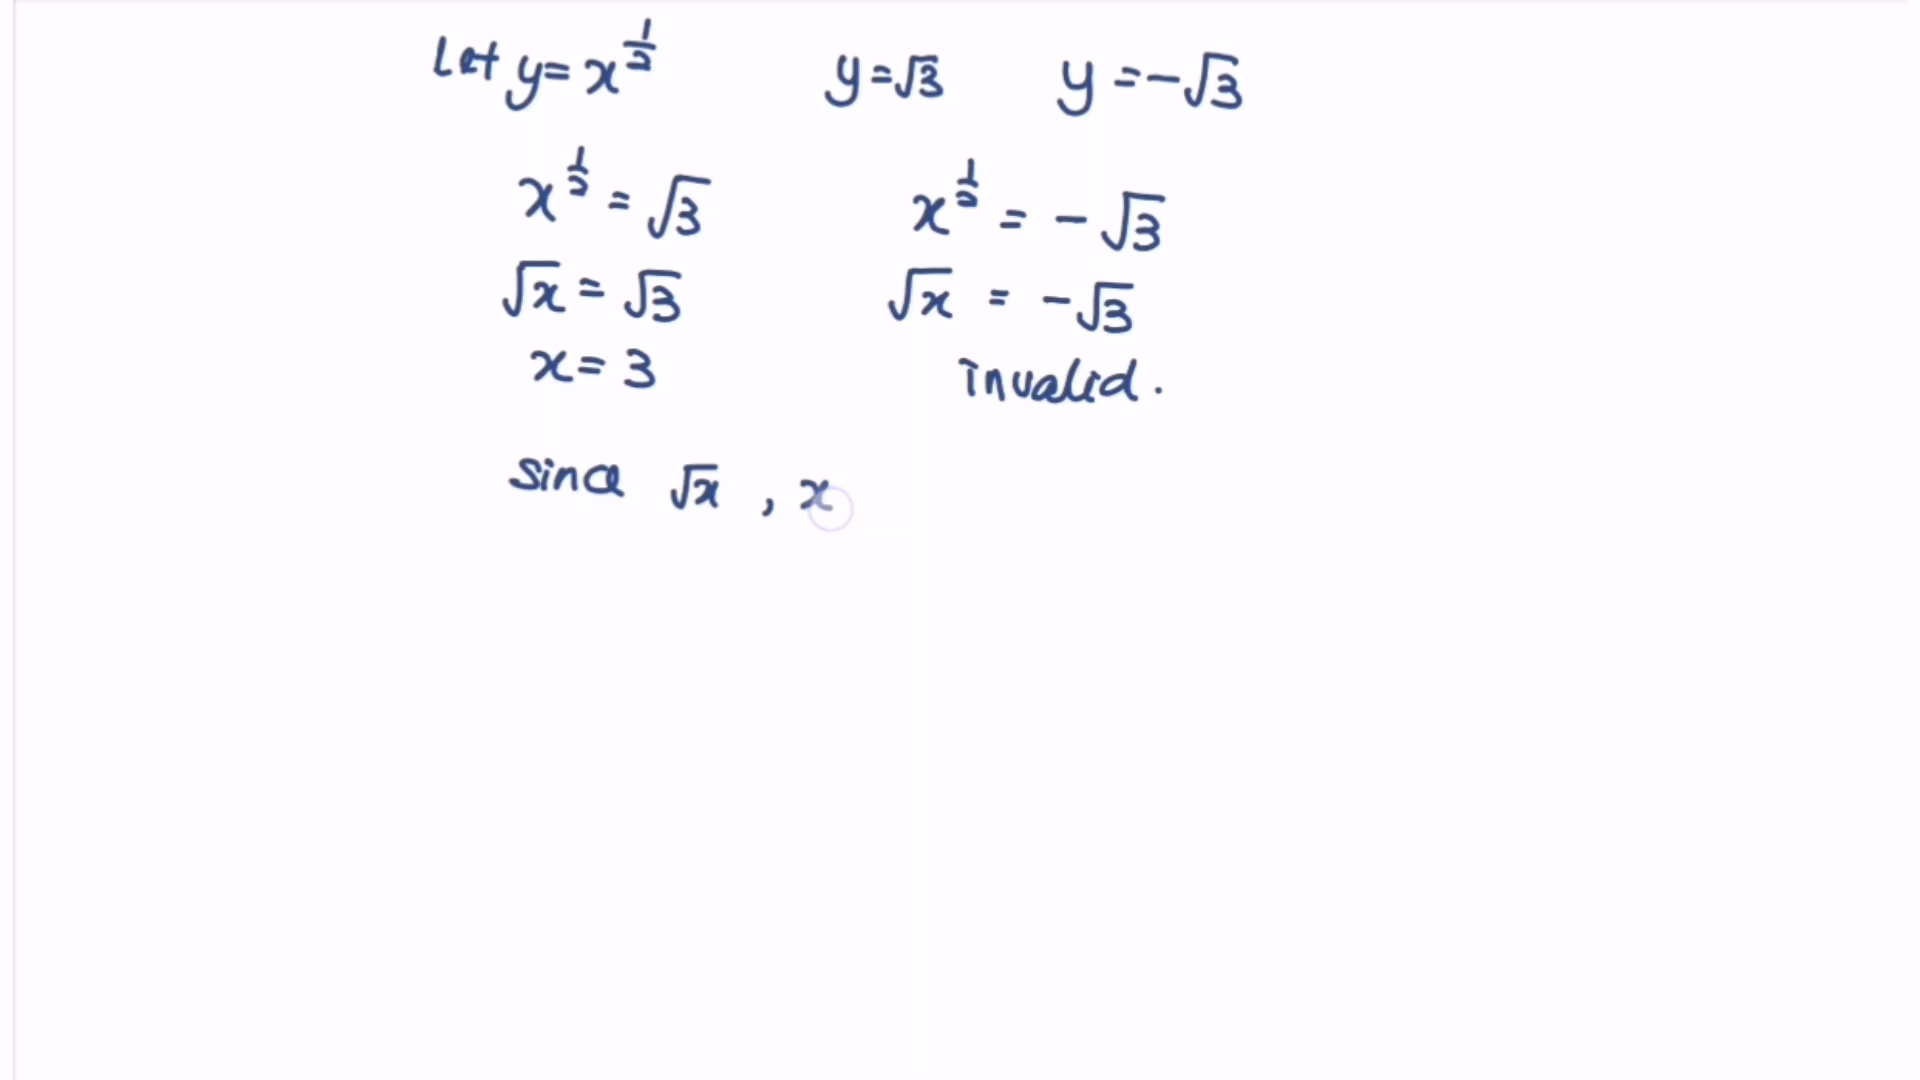 Let y = x^{1/2}    y = √3    y = -√3
x^{1/2} = √3    x^{1/2} = -√3
√x = √3    √x = -√3
x = 3    invalid.
since √x , x